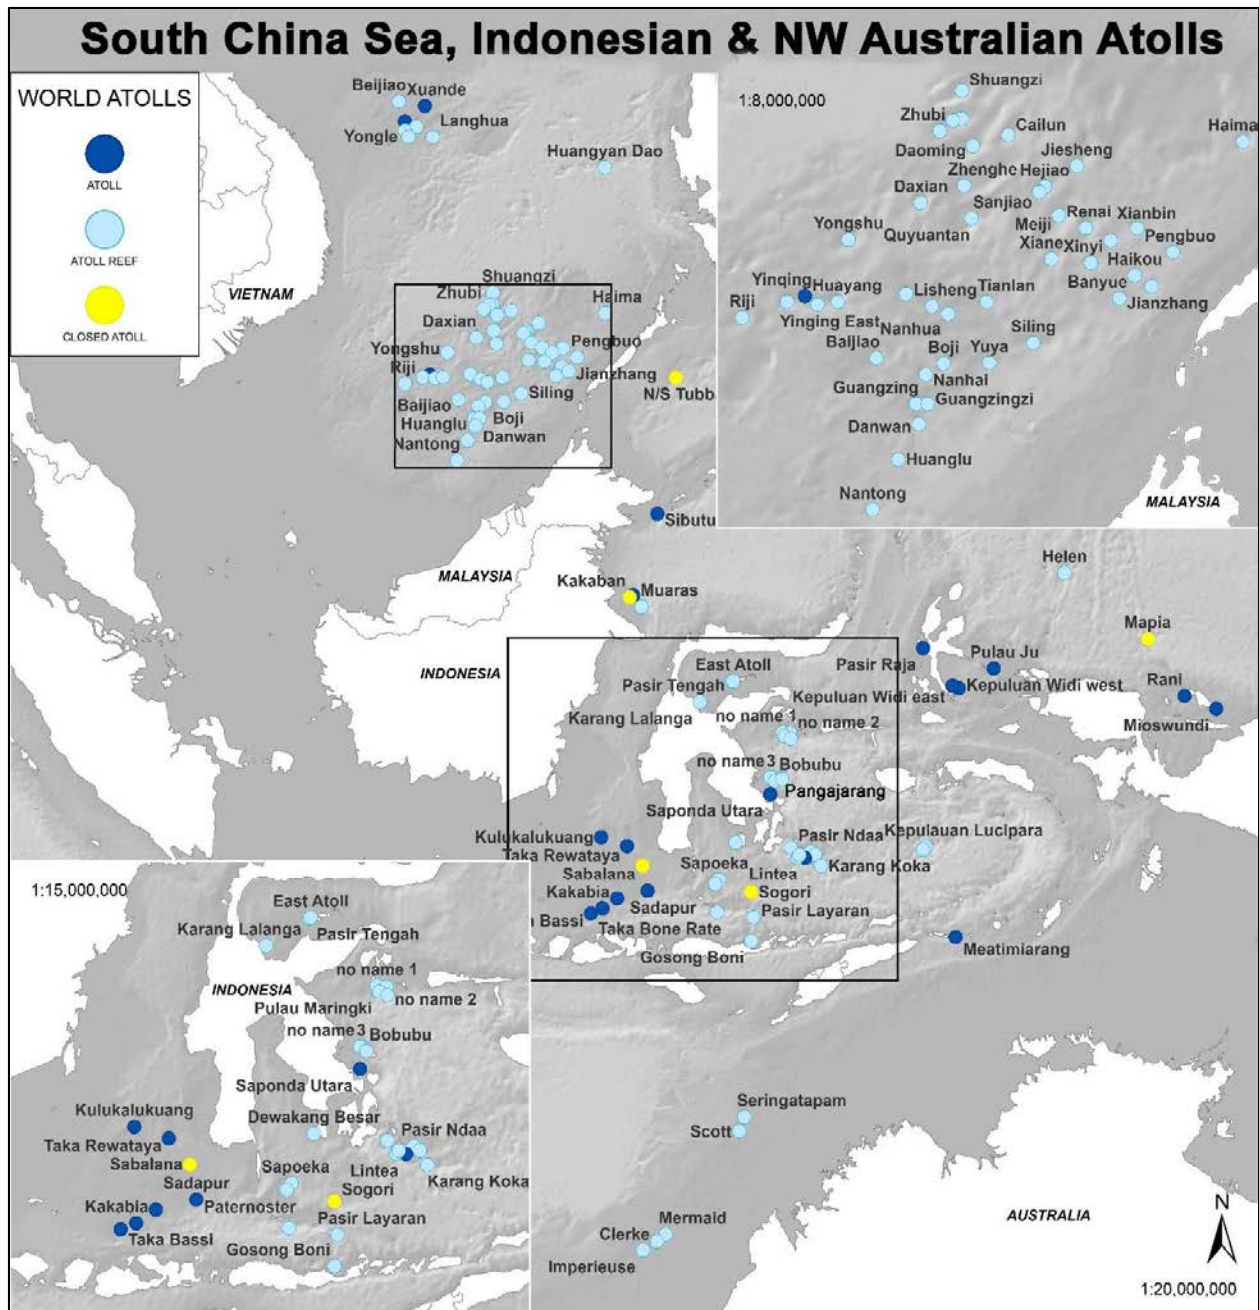 South China Sea, Indonesian & NW Australian Atolls
WORLD ATOLLS
ATOLL
ATOLL REEF
CLOSED ATOLL
Beijiao
Xuande
Langhua
Yongle
Huangyan Dao
VIETNAM
Shuangzi
Zhubi
Haima
Daxian
Yongshu
Pengbuo
Riji
Jianzhang
N/S Tubb
Siling
Baijiao
Boji
Huanglu
Danwan
Nantong
1:8,000,000
Shuangzi
Zhubi
Cailun
Haima
Daoming
Jiesheng
Zhenghe
Hejiao
Daxian
Sanjiao
Renai
Xianbin
Yongshu
Meiji
Quyuantan
Pengbuo
Xiane
Xinyi
Haikou
Yinqing
Huayang
Lisheng
Tianlan
Banyue
Riji
Jianzhang
Yinging East
Nanhua
Siling
Baijiao
Boji
Yuya
Guangzing
Nanhai
Guangzingzi
Danwan
Huanglu
Nantong
MALAYSIA
Sibutu
MALAYSIA
Kakaban
Muaras
Helen
Mapia
INDONESIA
East Atoll
Pasir Raja
Pulau Ju
Pasir Tengah
Kepuluan Widi west
Rani
Kepuluan Widi east
Karang Lalanga
no name 1
no name 2
Mioswundi
no name 3
Bobubu
Pangajarang
Saponda Utara
Kulukalukuang
Pasir Ndaa
Kepulauan Lucipara
Taka Rewataya
Sapoeka
Lintea
Karang Koka
Sabalana
Kakabia
Sogori
Sadapur
Pasir Layaran
Bassi
Taka Bone Rate
Gosong Boni
Meatimiarang
1:15,000,000
East Atoll
Karang Lalanga
Pasir Tengah
no name 1
INDONESIA
no name 2
Pulau Maringki
no name 3
Bobubu
Saponda Utara
Kulukalukuang
Dewakang Besar
Pasir Ndaa
Taka Rewataya
Sabalana
Sapoeka
Lintea
Karang Koka
Sadapur
Sogori
Kakabia
Paternoster
Pasir Layaran
Taka Bassi
Gosong Boni
Seringatapam
Scott
Mermaid
Clerke
Imperieuse
AUSTRALIA
N
1:20,000,000